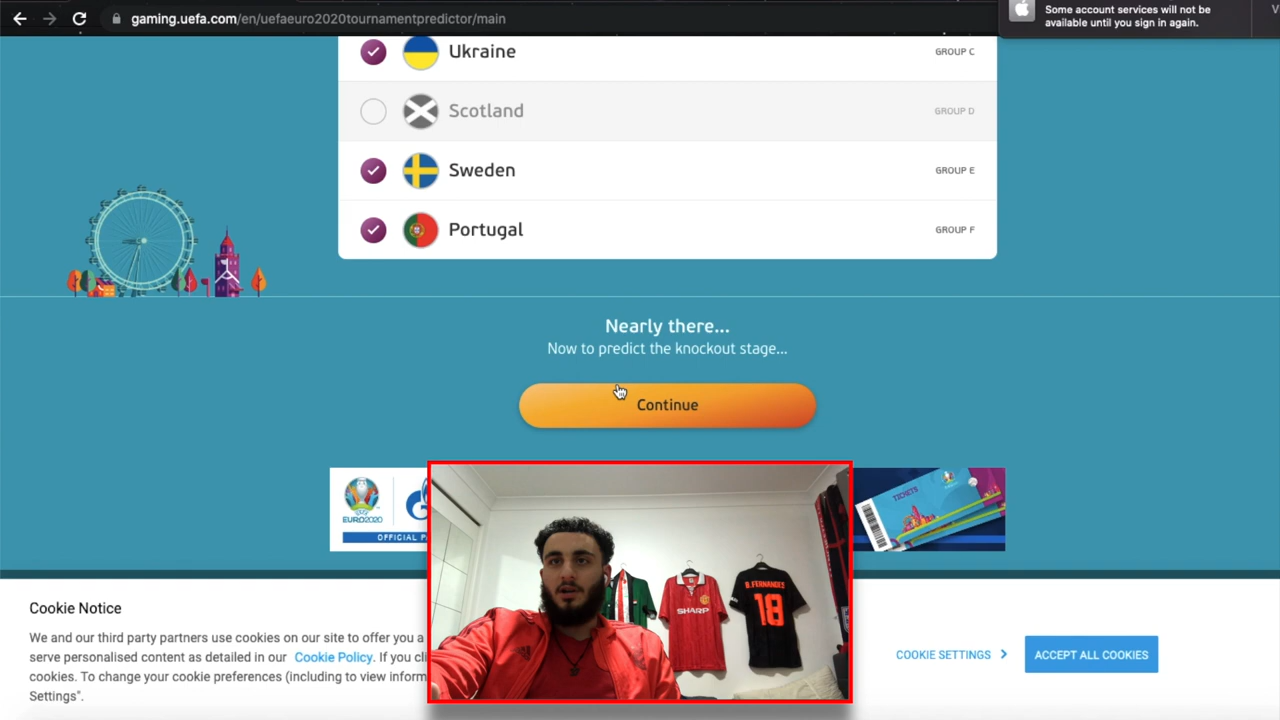 gaming.uefa.com/en/uefaeuro2020tournamentpredictor/main
Some account services will not be
available until you sign in again.
Ukraine
GROUP C
Scotland
GROUP D
Sweden
GROUP E
Portugal
GROUP F
Nearly there...
Now to predict the knockout stage...
Continue
EURO2020
OFFICIAL
TICKETS
SHARP
B.FERNANDES
18
Cookie Notice
We and our third party partners use cookies on our site to offer you a
serve personalised content as detailed in our Cookie Policy. If you
cookies. To change your cookie preferences (including to view
Settings".
COOKIE SETTINGS
ACCEPT ALL COOKIES